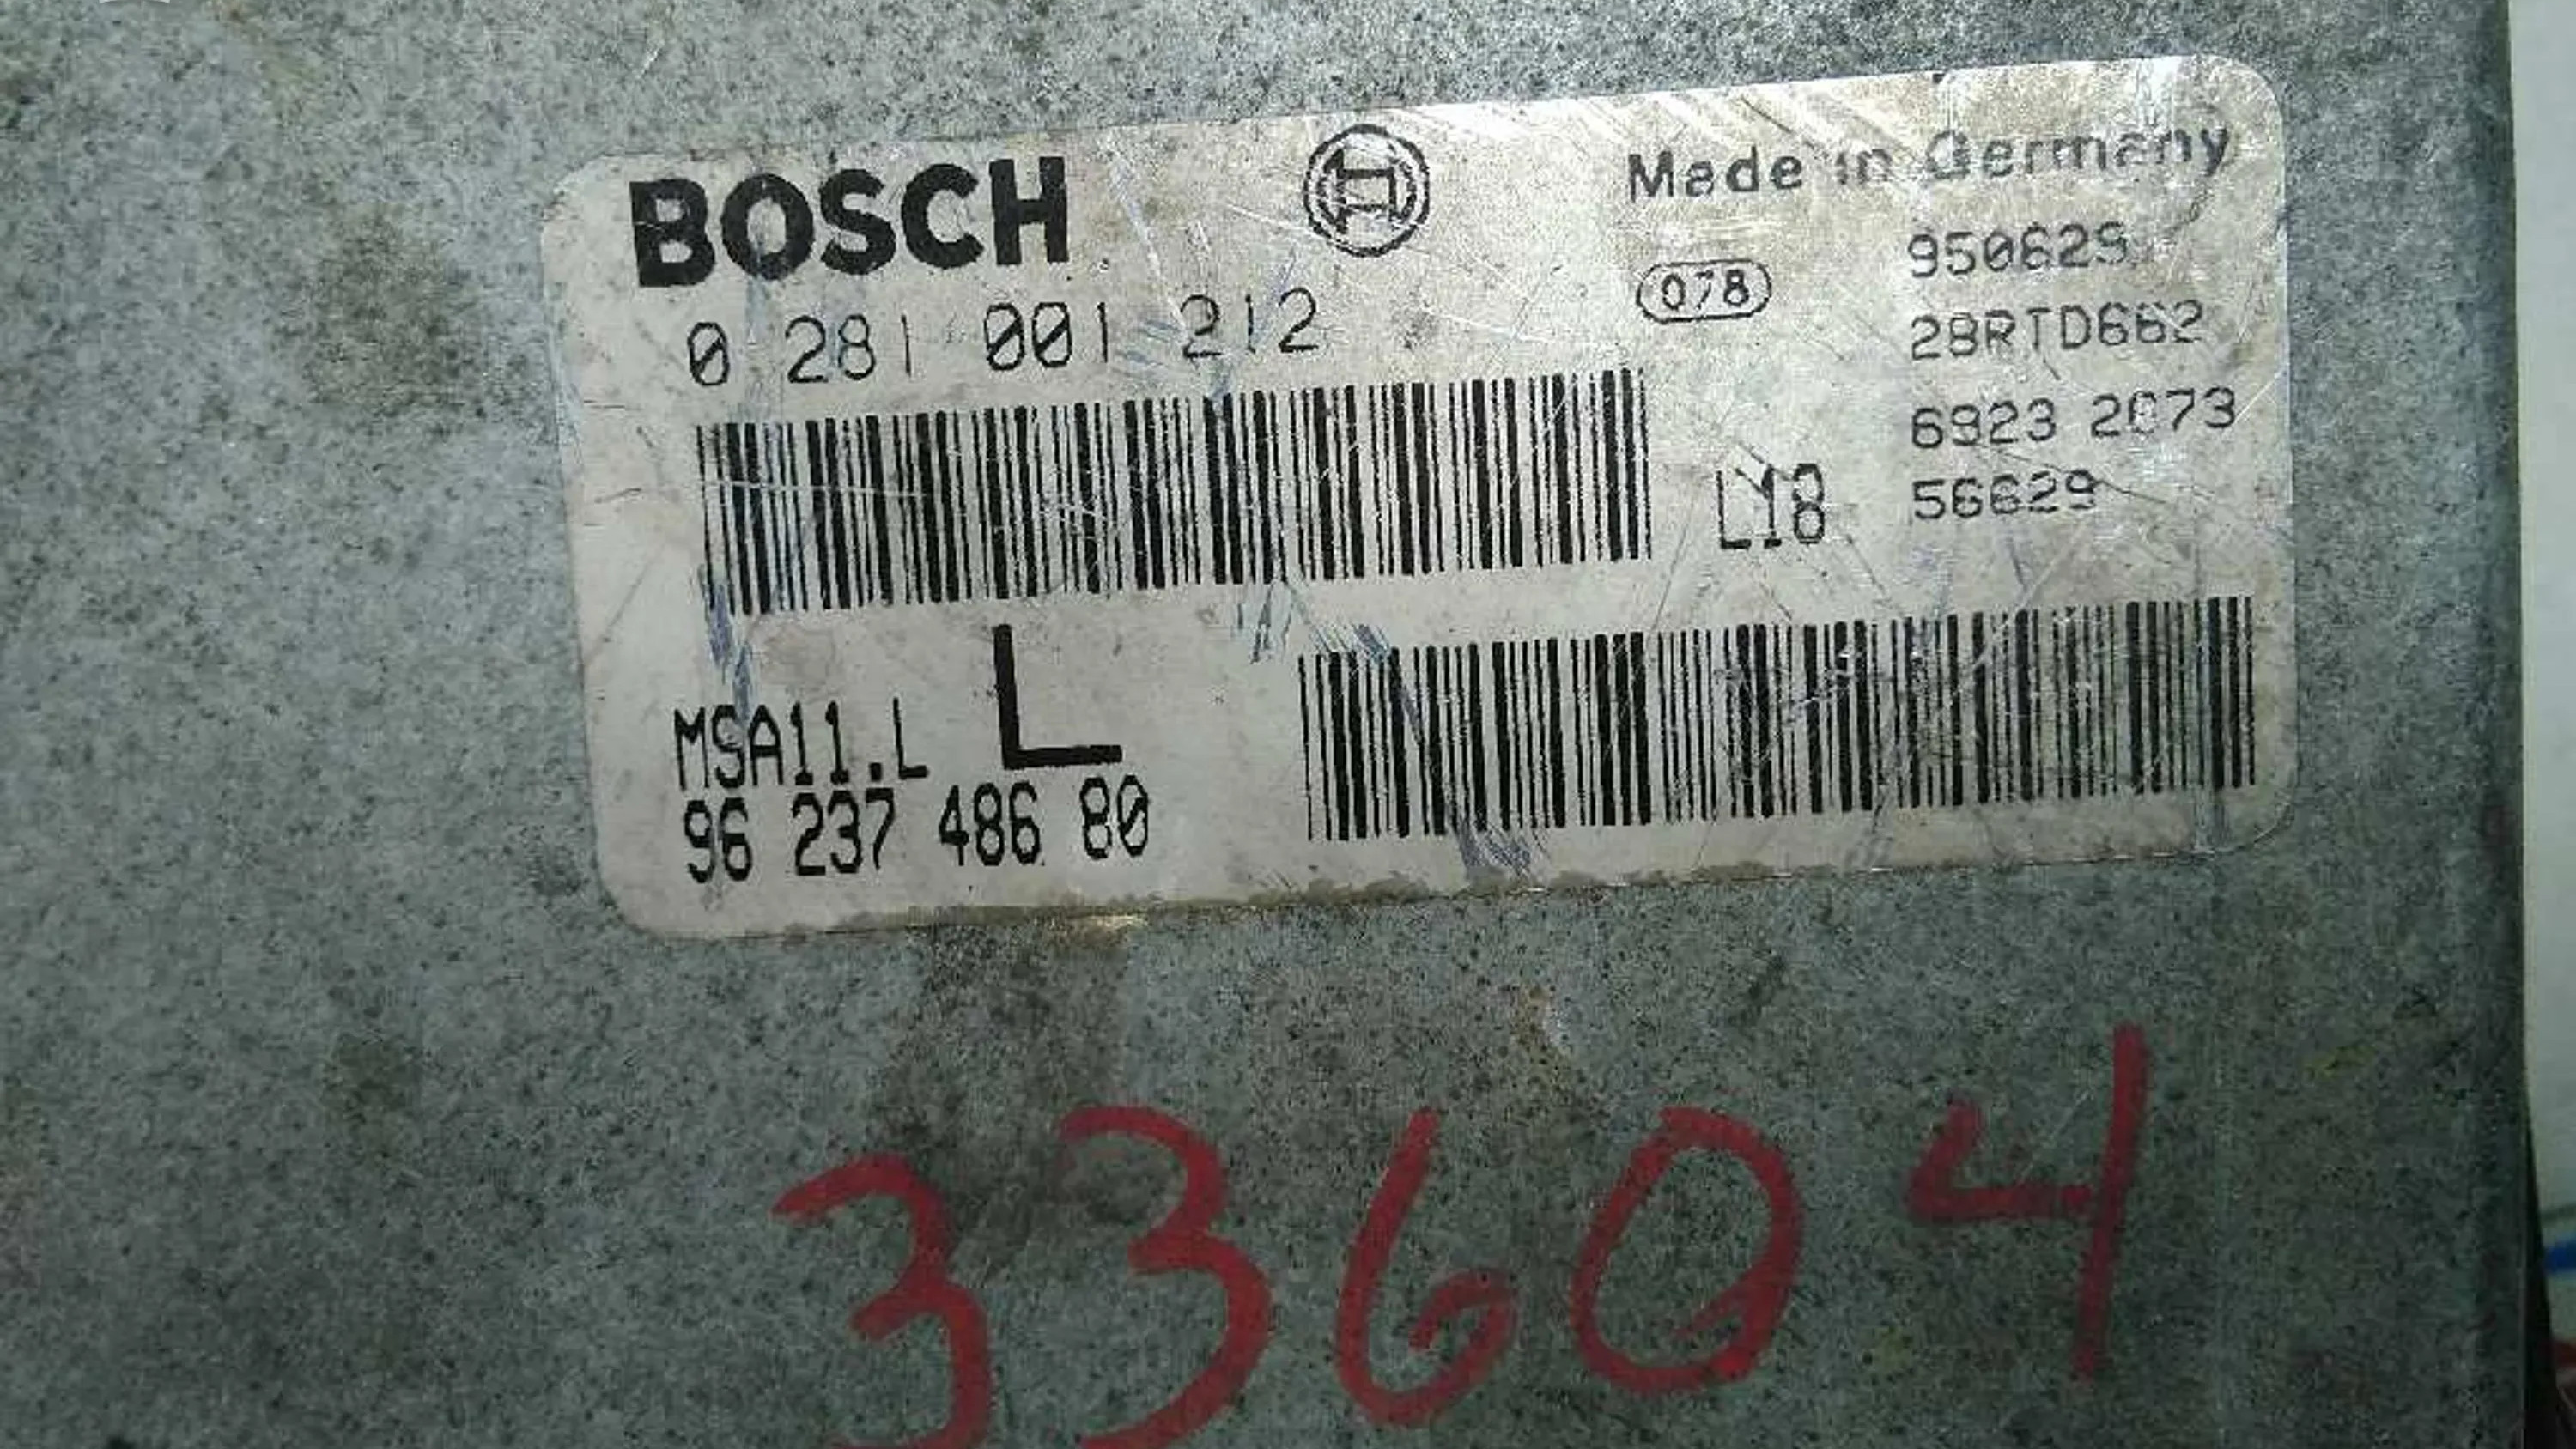 BOSCH
Made in Germany
0 281 001 212
078
950629
28RTD662
6923 2673
L18
56629
L
MSA11.L
96 237 486 80
33604